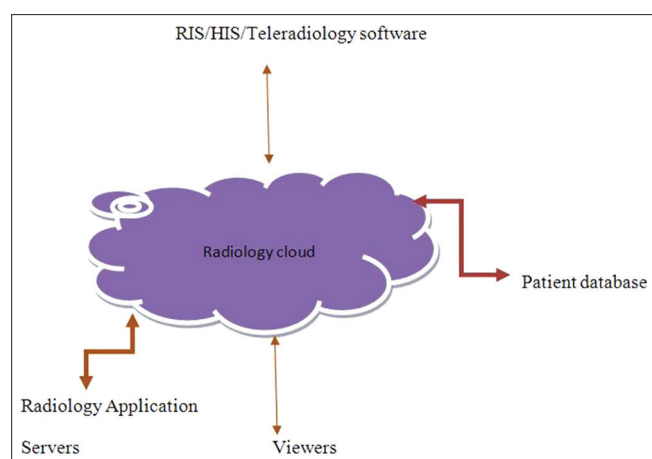 RIS/HIS/Teleradiology software
Radiology cloud
Patient database
Radiology Application
Servers
Viewers